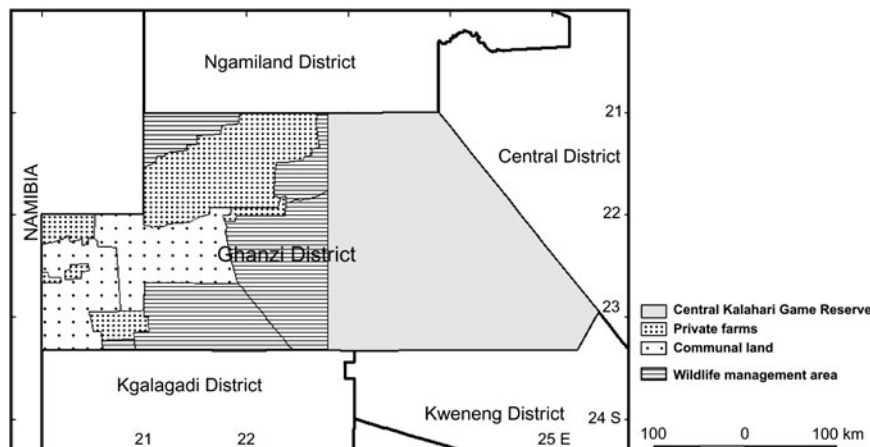 Ngamiland District
21
Central District
NAMIBIA
22
Ghanzi District
23
Central Kalahari Game Reserve
Private farms
Communal land
Wildlife management area
Kgalagadi District
Kweneng District
24 S
21
22
25 E
100
0
100 km